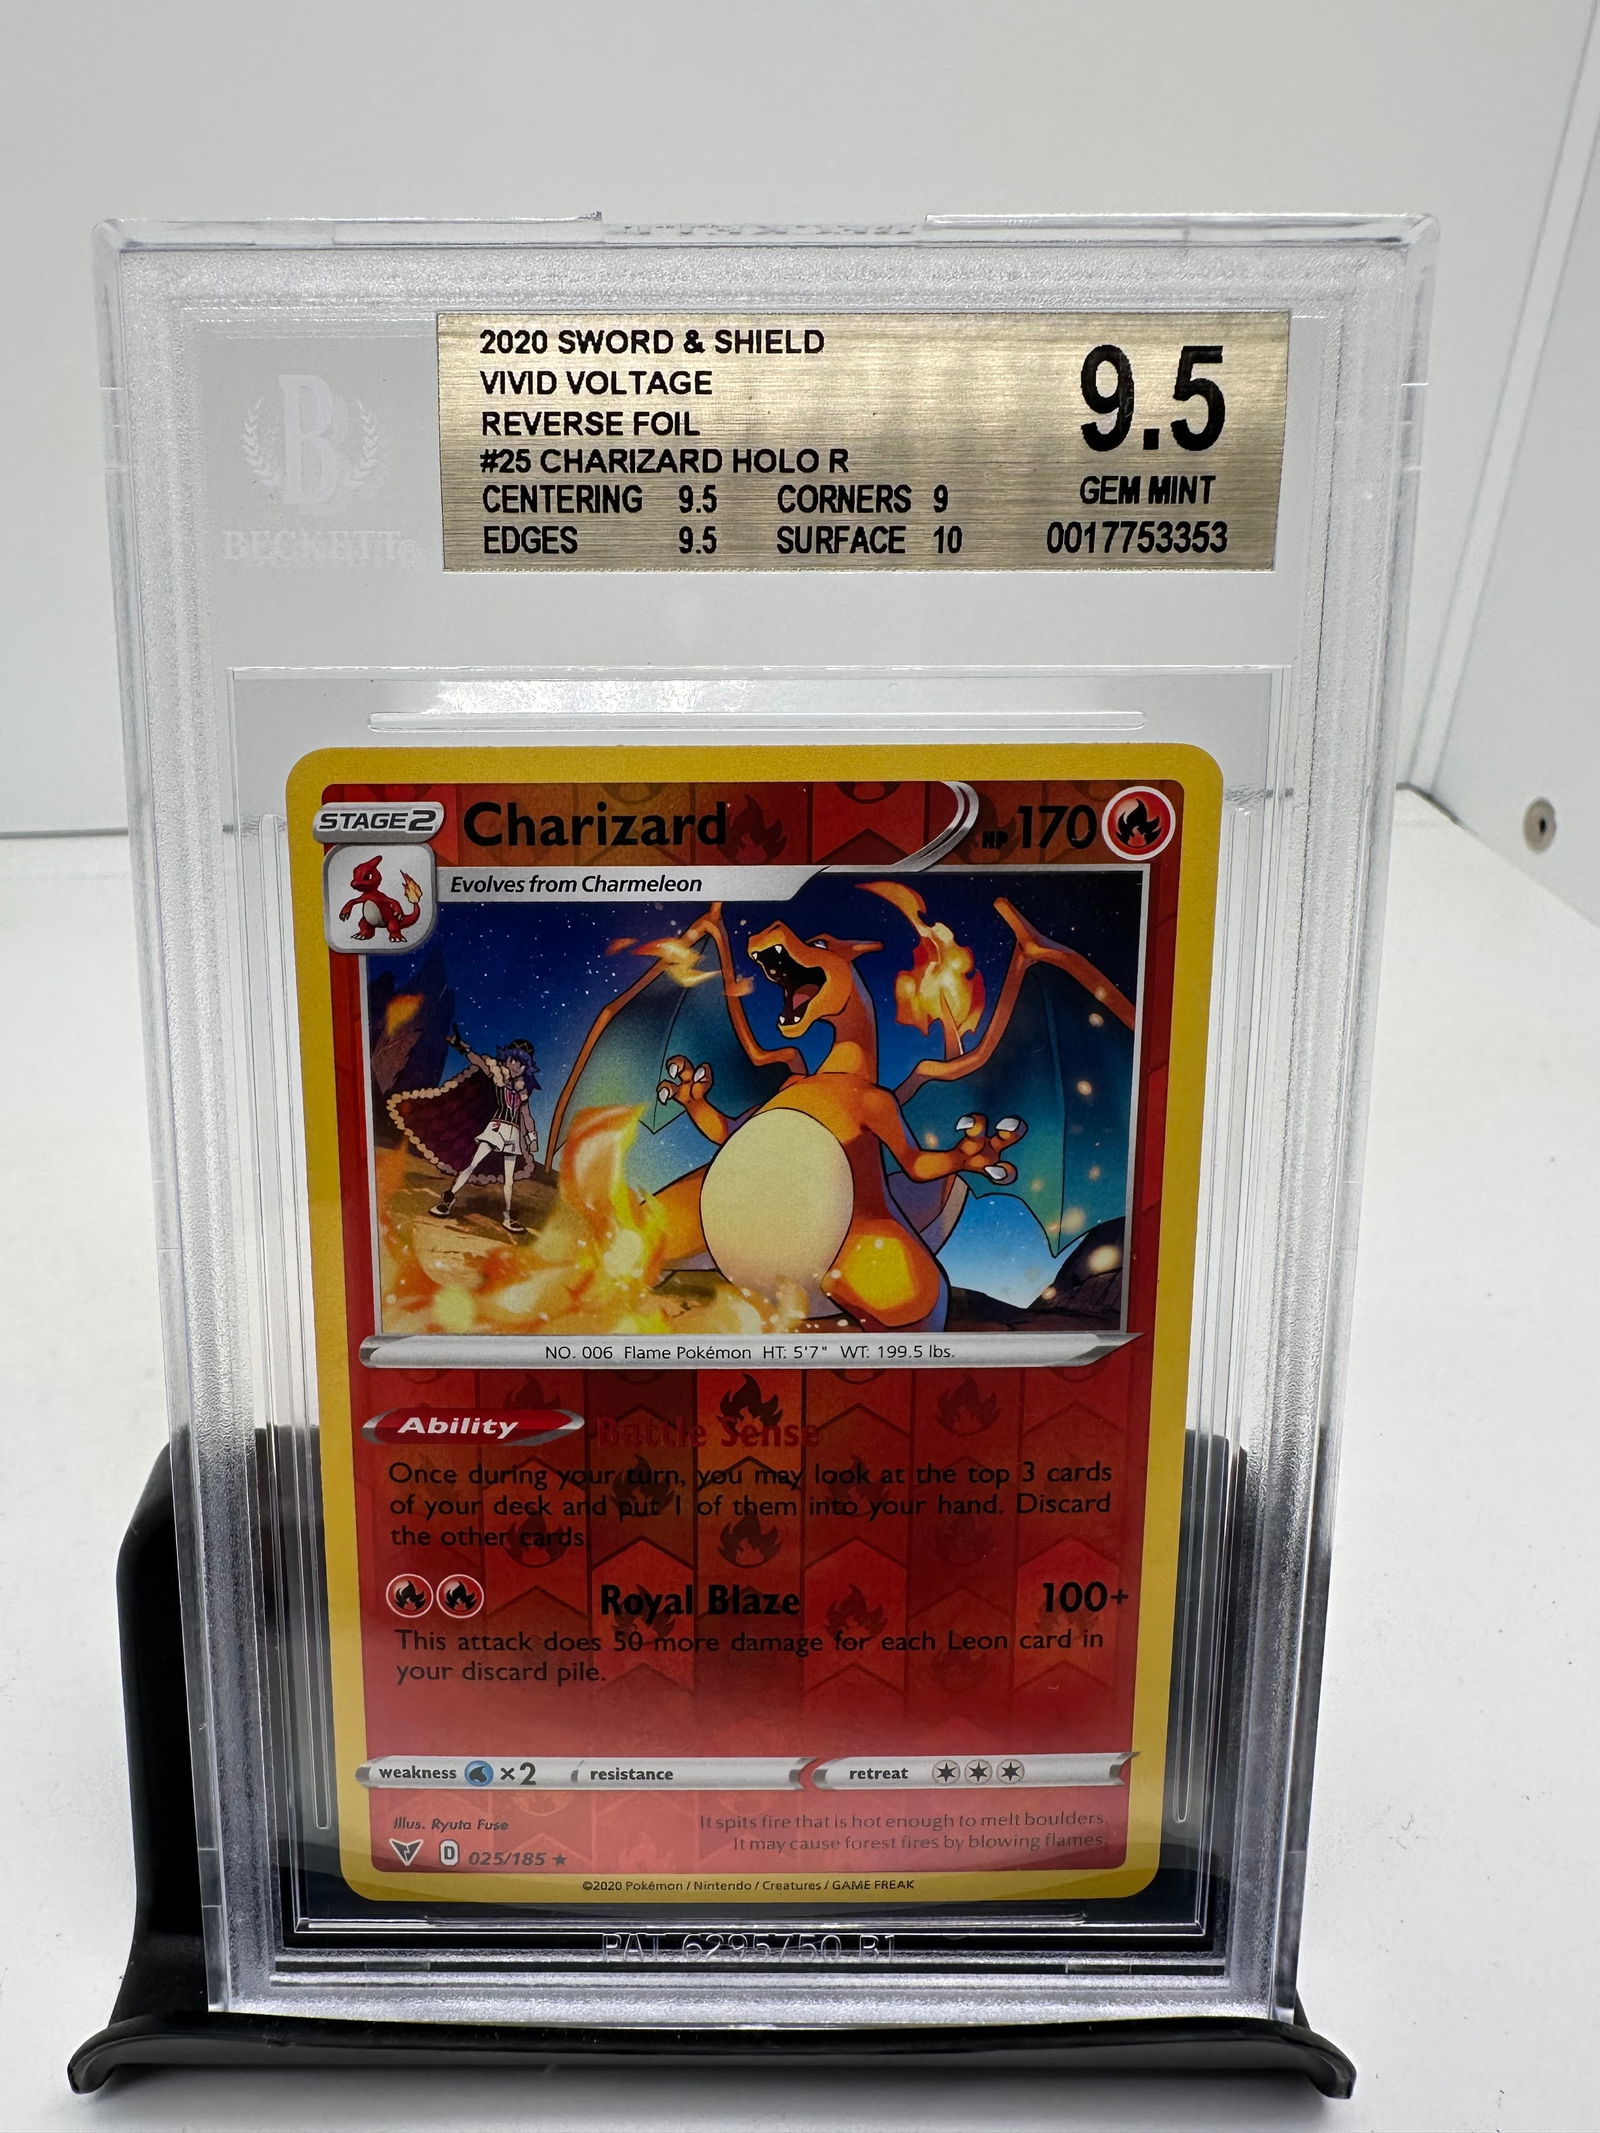 2020 SWORD & SHIELD
VIVID VOLTAGE
REVERSE FOIL
#25 CHARIZARD HOLO R
CENTERING 9.5 CORNERS 9
EDGES 9.5 SURFACE 10
9.5
GEM MINT
0017753353
B
BECKETT®
STAGE 2 Charizard HP 170
Evolves from Charmeleon
NO. 006 Flame Pokémon HT: 5'7" WT: 199.5 lbs.
Ability Battle Sense
Once during your turn, you may look at the top 3 cards
of your deck and put 1 of them into your hand. Discard
the other cards.
Royal Blaze 100+
This attack does 50 more damage for each Leon card in
your discard pile.
weakness ×2 resistance retreat
Illus. Ryuta Fuse
It spits fire that is hot enough to melt boulders.
It may cause forest fires by blowing flames.
D 025/185 ★
©2020 Pokémon / Nintendo / Creatures / GAME FREAK
PAT 6295750 B1